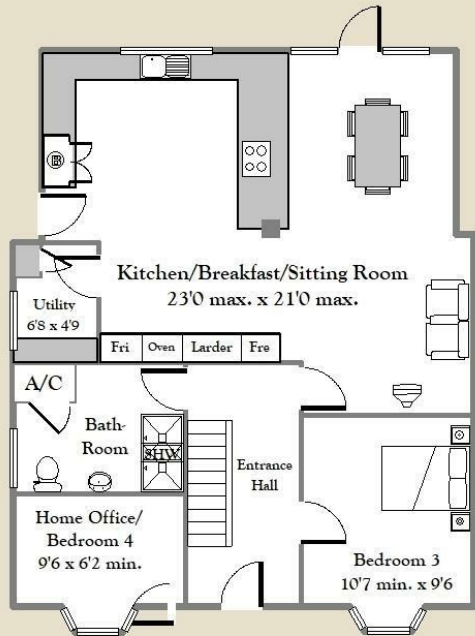 B
Kitchen/Breakfast/Sitting Room
23'0 max. x 21'0 max.
Utility
6'8 x 4'9
Fri
Oven
Larder
Fre
A/C
Bath-
Room
SHW
Entrance
Hall
Home Office/
Bedroom 4
9'6 x 6'2 min.
Bedroom 3
10'7 min. x 9'6